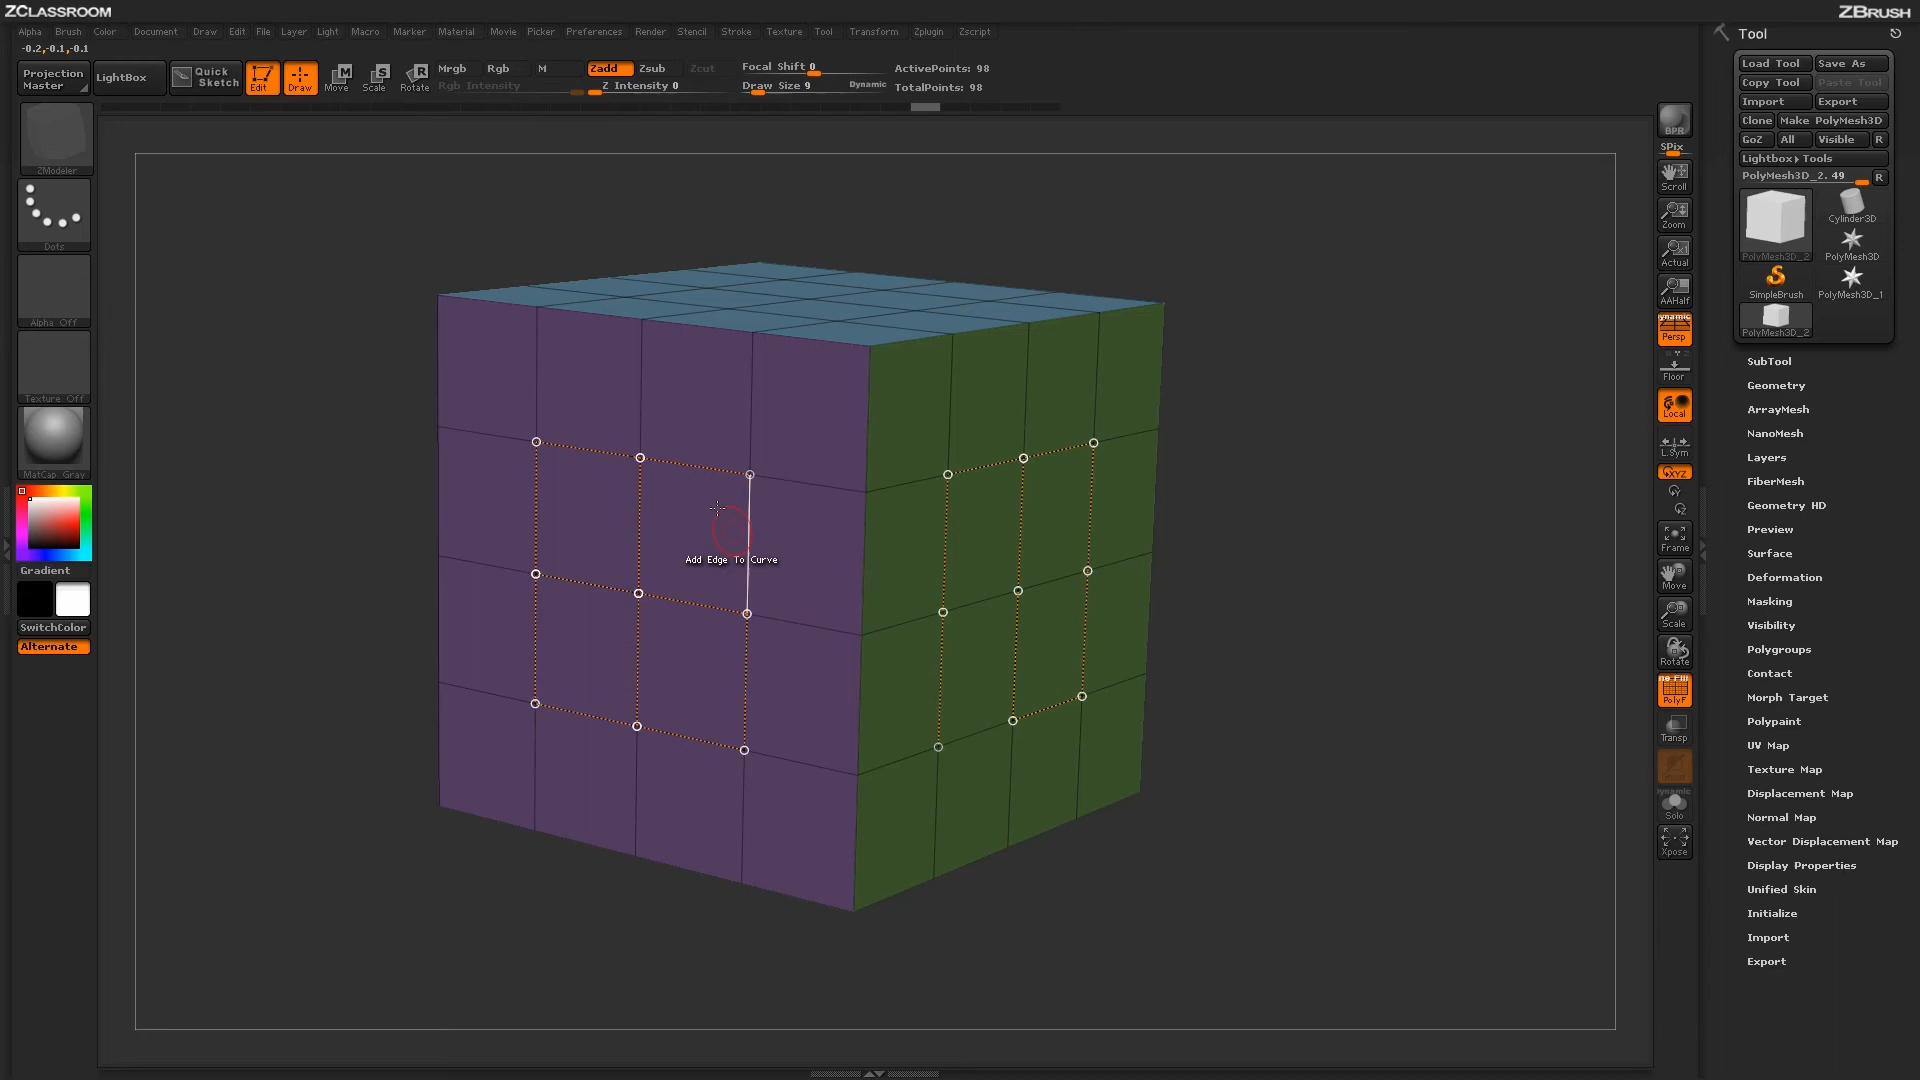 ZCLASSROOM
ZBRUSH
Alpha Brush Color Document Draw Edit File Layer Light Macro Marker Material Movie Picker Preferences Render Stencil Stroke Texture Tool Transform Zplugin Zscript
-0.2,-0.1,-0.1
Projection Master
LightBox
Quick Sketch
Edit
Draw
Move
Scale
Rotate
Mrgb Rgb M
Rgb Intensity
Zadd Zsub Zcut
Z Intensity 0
Focal Shift 0
Draw Size 9
Dynamic
ActivePoints: 98
TotalPoints: 98
ZModeler
Dots
Alpha Off
Texture Off
MatCap Gray
Gradient
SwitchColor
Alternate
Add Edge To Curve
BPR
SPix
Scroll
Zoom
Actual
AAHalf
Persp
Floor
Local
L.Sym
XYZ
Frame
Move
Scale
Rotate
PolyF
Transp
Solo
Xpose
Tool
Load Tool Save As
Copy Tool Paste Tool
Import Export
Clone Make PolyMesh3D
GoZ All Visible R
Lightbox▸Tools
PolyMesh3D_2. 49 R
PolyMesh3D_2
Cylinder3D
PolyMesh3D
SimpleBrush
PolyMesh3D_1
PolyMesh3D_2
SubTool
Geometry
ArrayMesh
NanoMesh
Layers
FiberMesh
Geometry HD
Preview
Surface
Deformation
Masking
Visibility
Polygroups
Contact
Morph Target
Polypaint
UV Map
Texture Map
Displacement Map
Normal Map
Vector Displacement Map
Display Properties
Unified Skin
Initialize
Import
Export